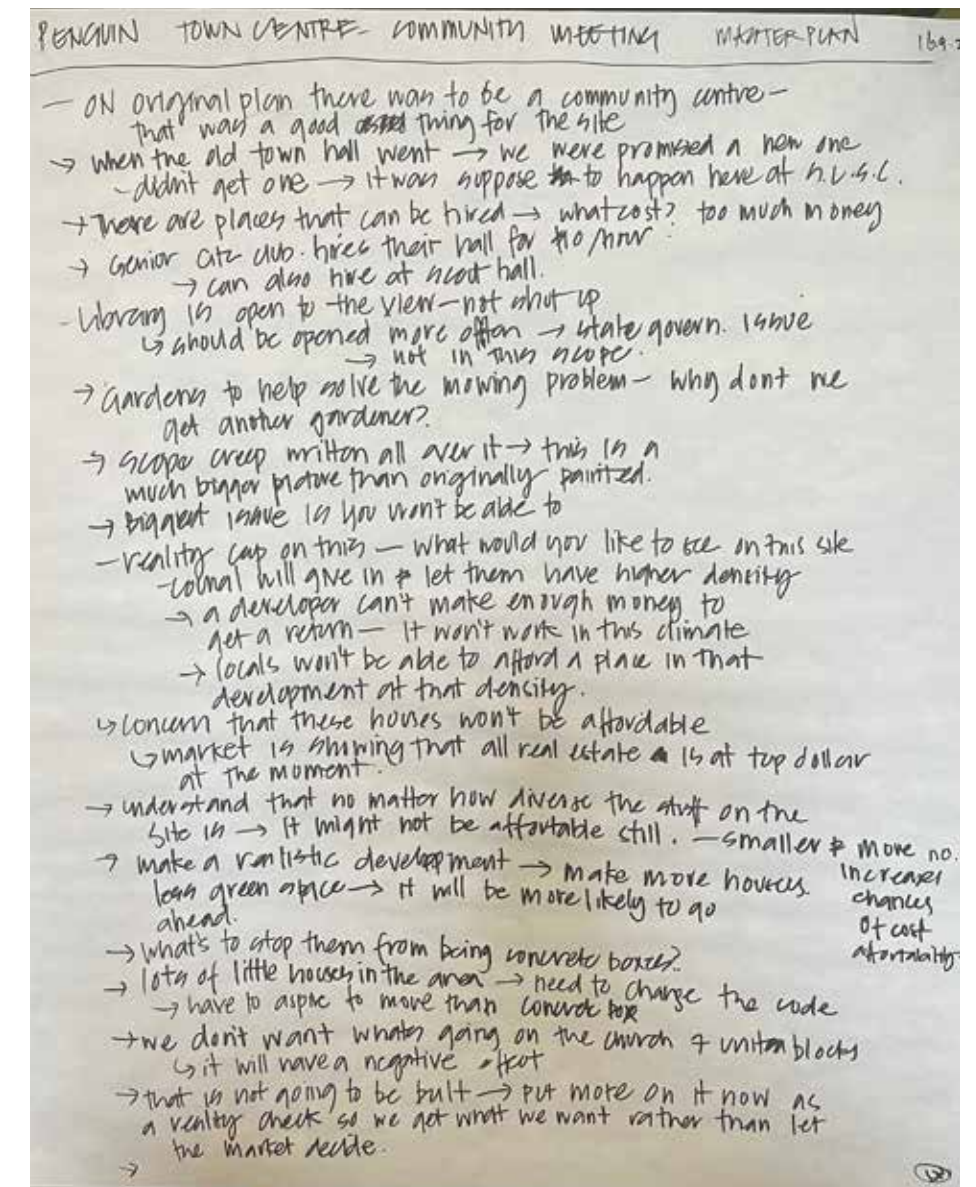 PENGUIN TOWN CENTRE - COMMUNITY MEETING MASTERPLAN
- ON original plan there was to be a community centre -
that was a good thing for the site
→ when the old town hall went → we were promised a new one
- didn't get one → it was suppose to happen here at
→ There are places that can be hired → what cost? too much money
→ Senior Citz club. hires their hall for $10/hour
→ can also hire at scout hall.
- Library is open to the view - not shut up
↳ should be opened more often → state govern. issue
→ not in this scope.
→ Gardens to help solve the mowing problem - why dont we
get another gardener?
→ scope creep written all over it → this is a
much bigger picture than originally painted.
→ Biggest issue is you won't be able to
- reality cap on this - what would you like to see on this site
- council will give in & let them have higher density
→ a developer can't make enough money to
get a return - It won't work in this climate
→ locals won't be able to afford a place in that
development at that density.
↳ concern that these houses won't be affordable
↳ market is showing that all real estate is at top dollar
at the moment.
→ understand that no matter how diverse the stuff on the
site is → it might not be affortable still. - smaller & more no.
increases
chances
of cost
afortability
→ make a realistic development → make more houses.
less green space → it will be more likely to go
ahead.
→ what's to stop them from being concrete boxes?
→ lots of little houses in the area → need to change the code
→ have to aspire to more than concrete box
→ we don't want whats going on the church & blocks
↳ it will have a negative effect
→ that is not going to be built → put more on it now as
a reality check so we get what we want rather than let
the market decide.
→